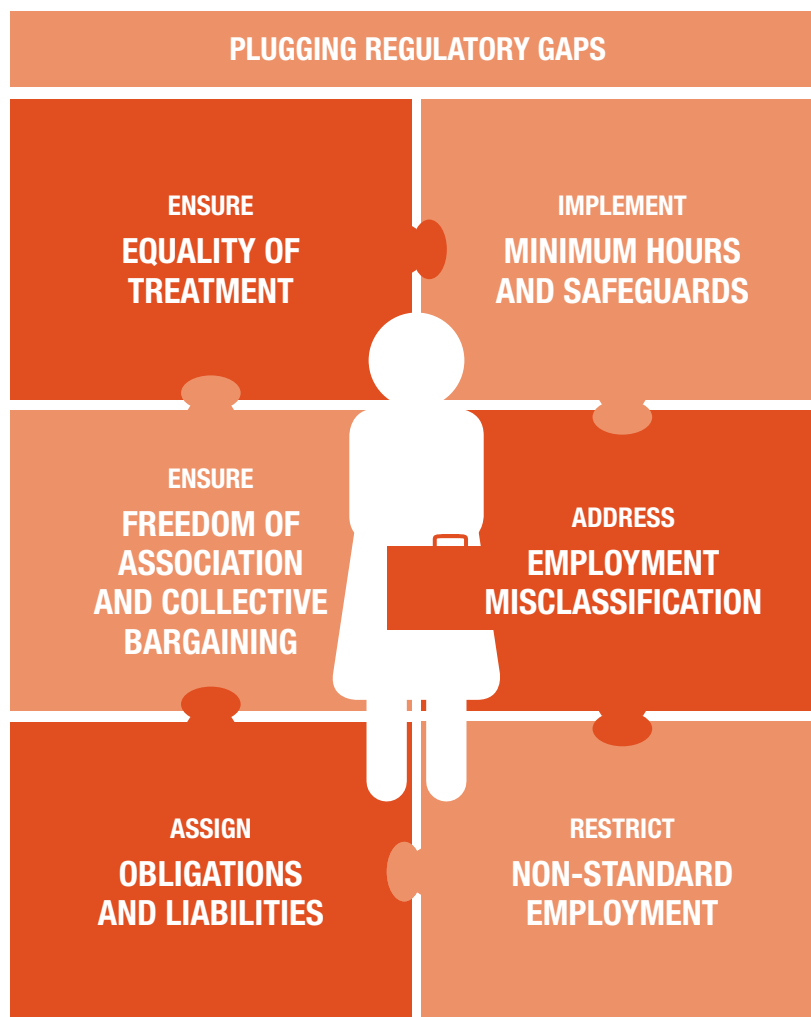 PLUGGING REGULATORY GAPS
ENSURE
EQUALITY OF
TREATMENT
IMPLEMENT
MINIMUM HOURS
AND SAFEGUARDS
ENSURE
FREEDOM OF
ASSOCIATION
AND COLLECTIVE
BARGAINING
ADDRESS
EMPLOYMENT
MISCLASSIFICATION
ASSIGN
OBLIGATIONS
AND LIABILITIES
RESTRICT
NON-STANDARD
EMPLOYMENT